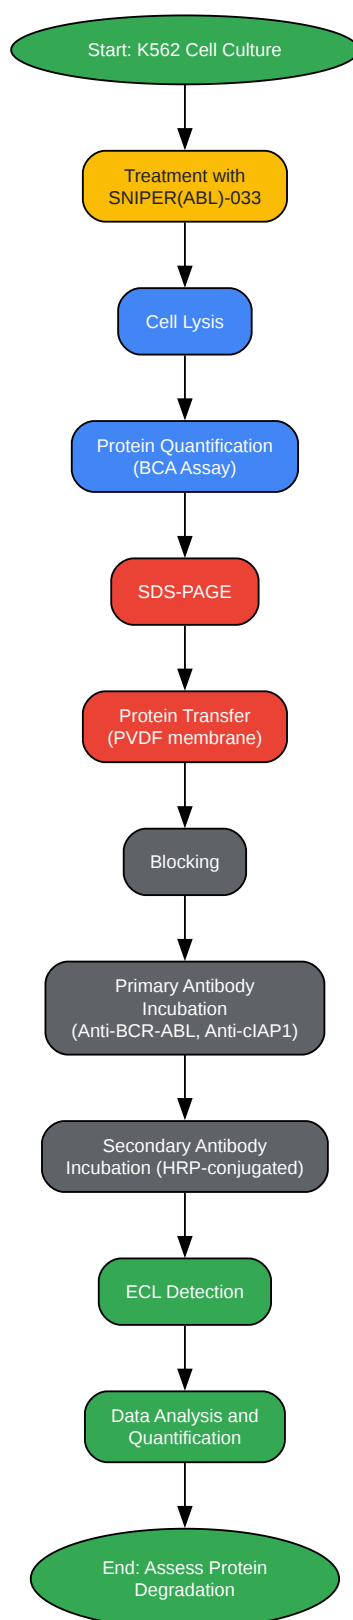 Start: K562 Cell Culture
Treatment with
SNIPER(ABL)-033
Cell Lysis
Protein Quantification
(BCA Assay)
SDS-PAGE
Protein Transfer
(PVDF membrane)
Blocking
Primary Antibody
Incubation
(Anti-BCR-ABL, Anti-cIAP1)
Secondary Antibody
Incubation (HRP-conjugated)
ECL Detection
Data Analysis and
Quantification
End: Assess Protein
Degradation